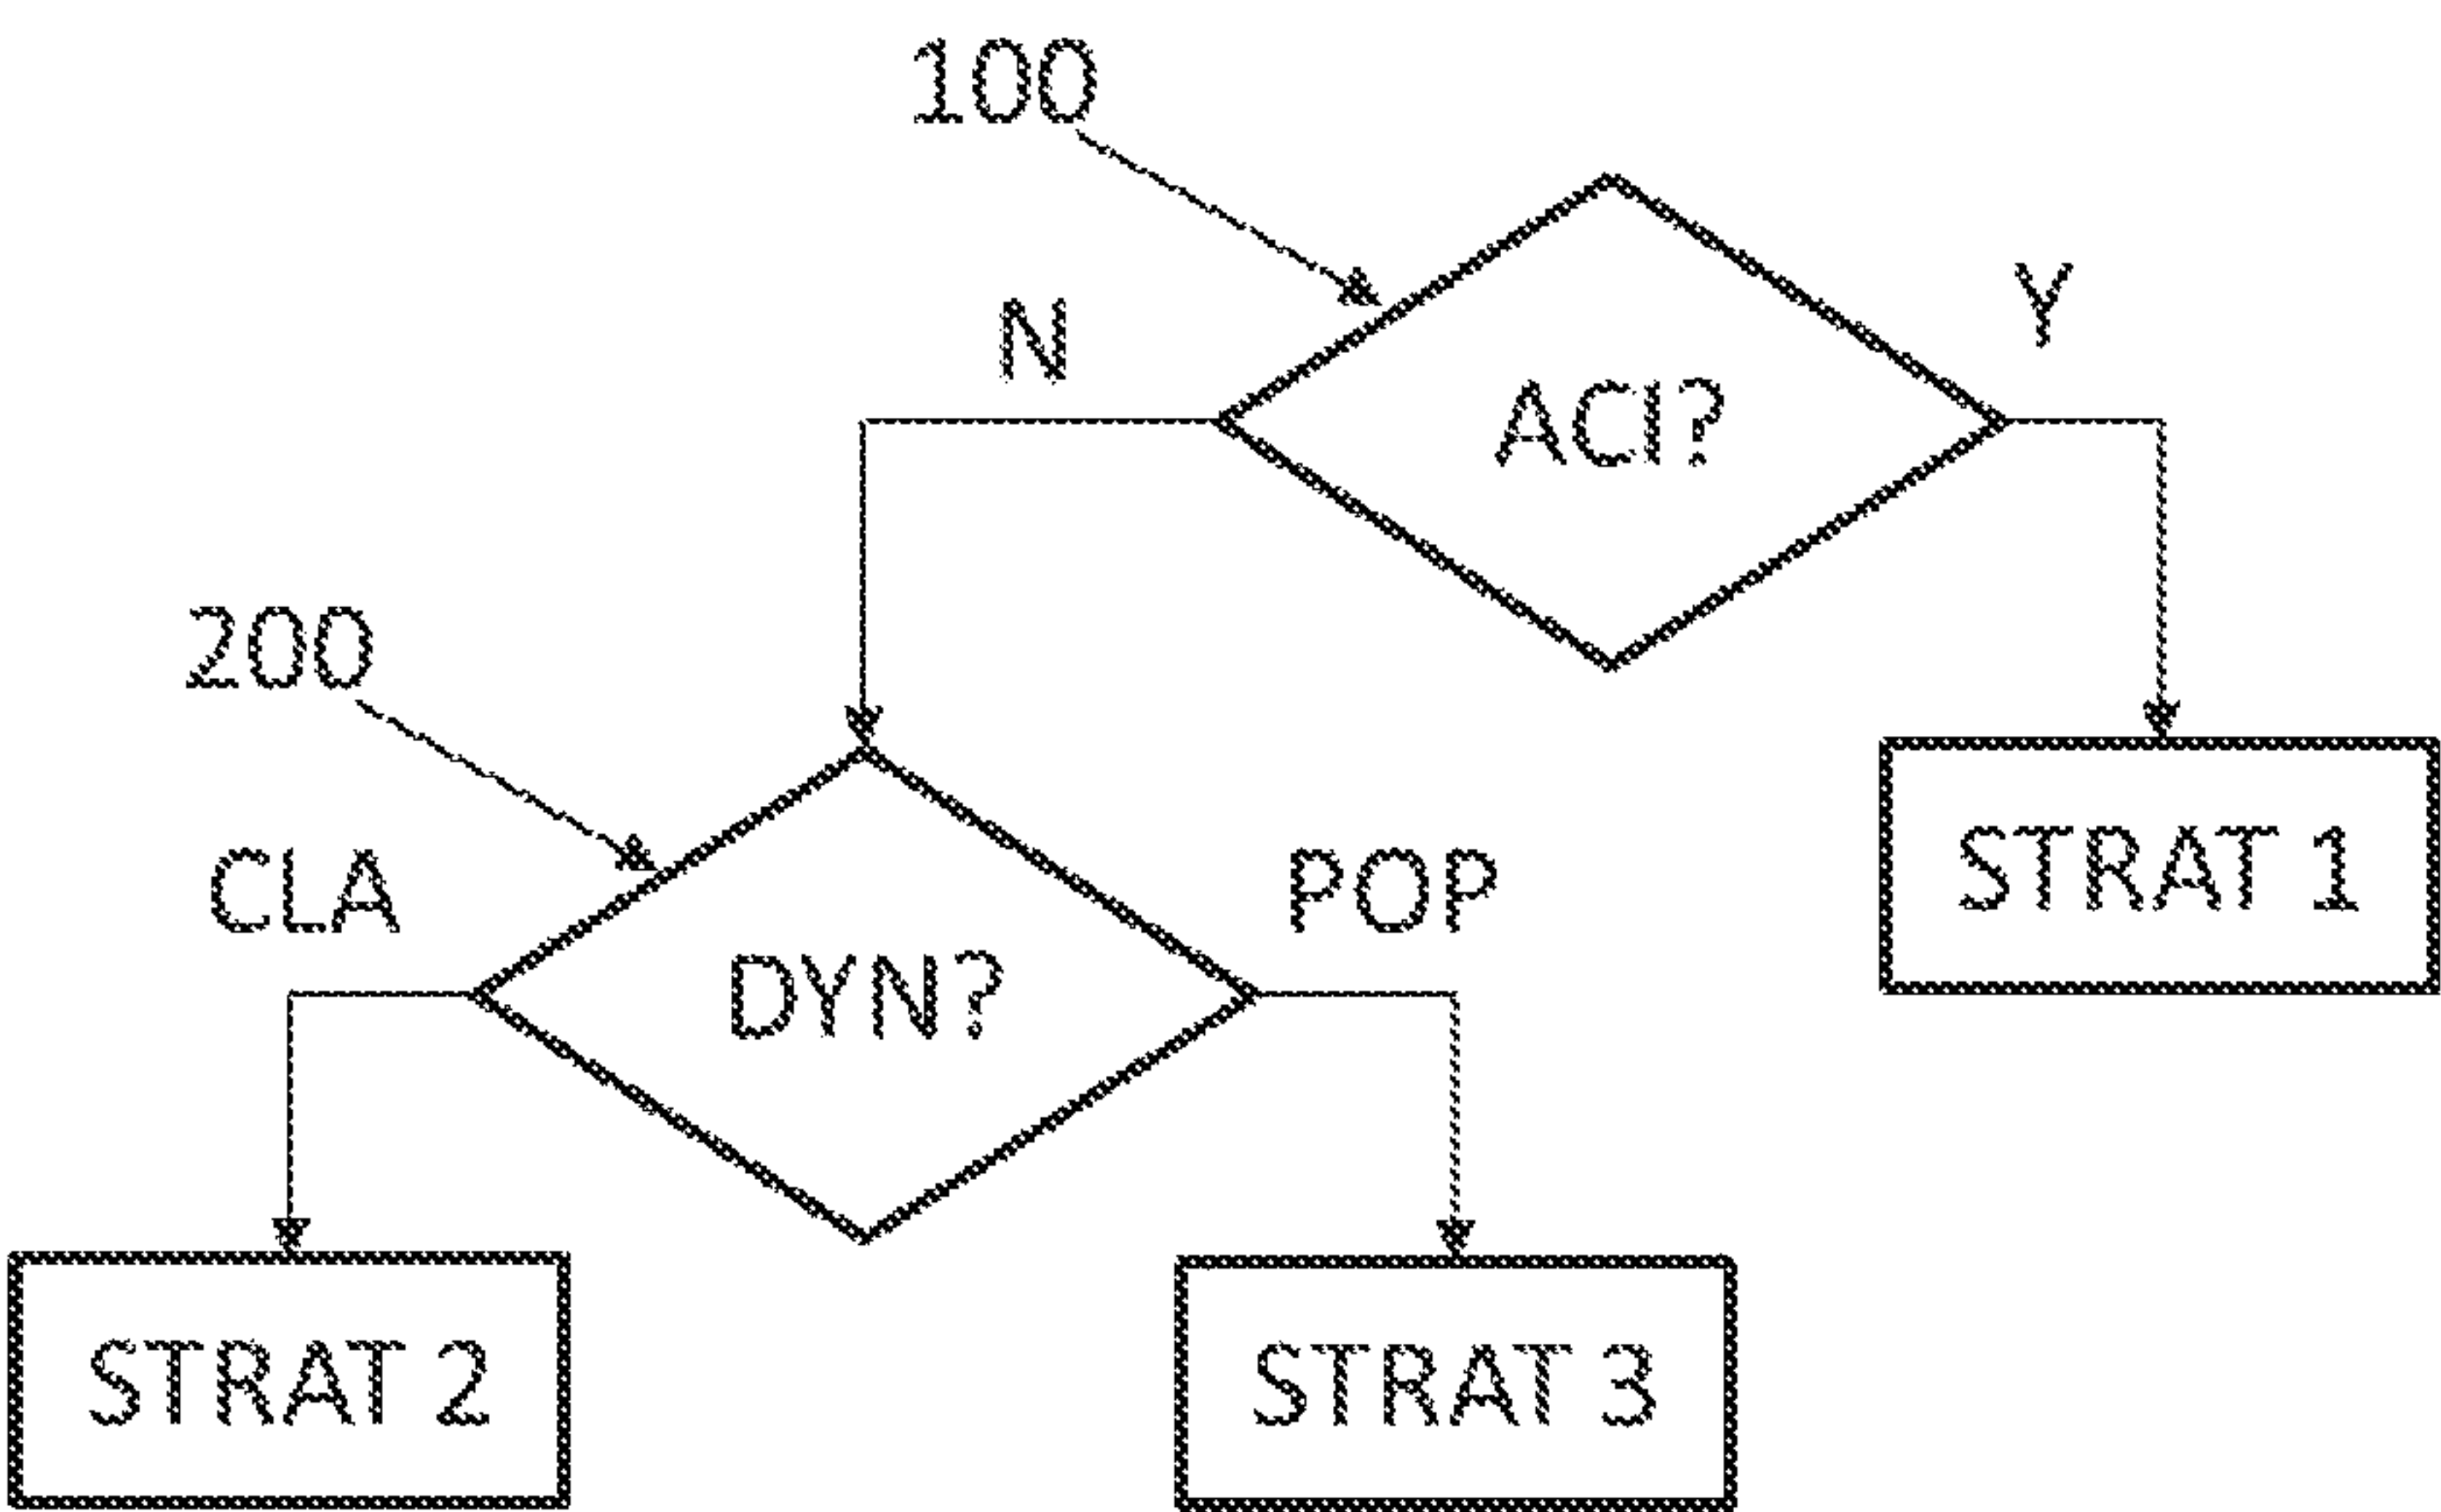 100
N
Y
ACI?
200
CLA
POP
DYN?
STRAT 1
STRAT 2
STRAT 3